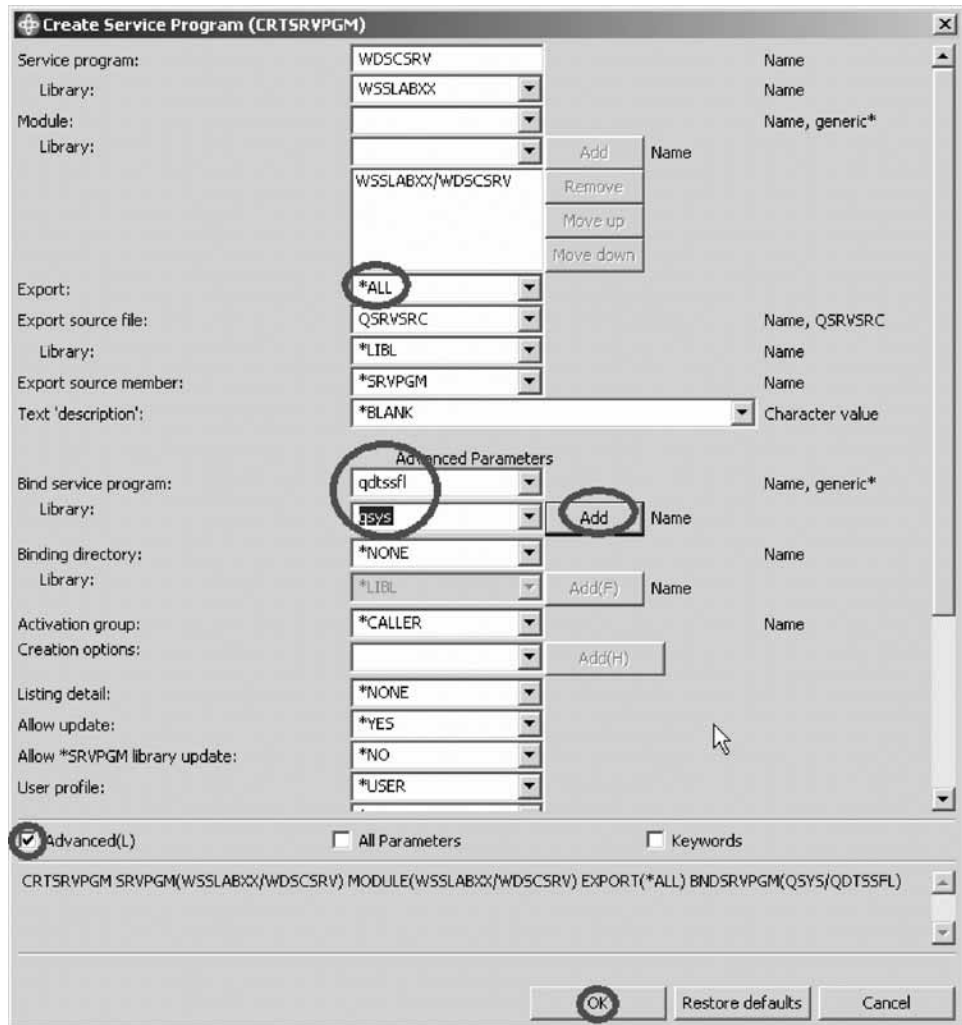 Create Service Program (CRTSRVPGM)
Service program: WDSCSRV Name
Library: WSSLABXX Name
Module: Name, generic*
Library: Add Name
WSSLABXX/WDSCSRV
Remove
Move up
Move down
Export: *ALL
Export source file: QSRVSRC Name, QSRVSRC
Library: *LIBL Name
Export source member: *SRVPGM Name
Text 'description': *BLANK Character value
Advanced Parameters
Bind service program: qdtssfl Name, generic*
Library: qsys Add Name
Binding directory: *NONE Name
Library: *LIBL Add(F) Name
Activation group: *CALLER Name
Creation options: Add(H)
Listing detail: *NONE
Allow update: *YES
Allow *SRVPGM library update: *NO
User profile: *USER
Advanced(L) All Parameters Keywords
CRTSRVPGM SRVPGM(WSSLABXX/WDSCSRV) MODULE(WSSLABXX/WDSCSRV) EXPORT(*ALL) BNDSRVPGM(QSYS/QDTSSFL)
OK Restore defaults Cancel